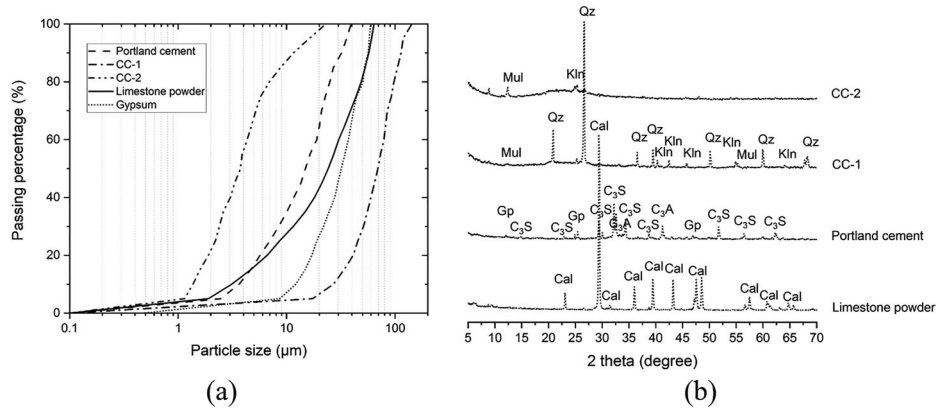 100
80
60
40
20
0
Passing percentage (%)
Portland cement
CC-1
CC-2
Limestone powder
Gypsum
0.1 1 10 100
Particle size (µm)
(a)
Qz
Mul Kln
CC-2
Qz Cal Qz Qz Kln Qz Qz
Mul Kln Kln Kln Mul Kln
CC-1
C₃S
Gp C₃S Gp C₃S C₃S C₃A C₃S Gp C₃S C₃S C₃S
C₃A C₃S
Portland cement
Cal Cal Cal Cal Cal Cal Cal Cal Cal
Limestone powder
5 10 15 20 25 30 35 40 45 50 55 60 65 70
2 theta (degree)
(b)